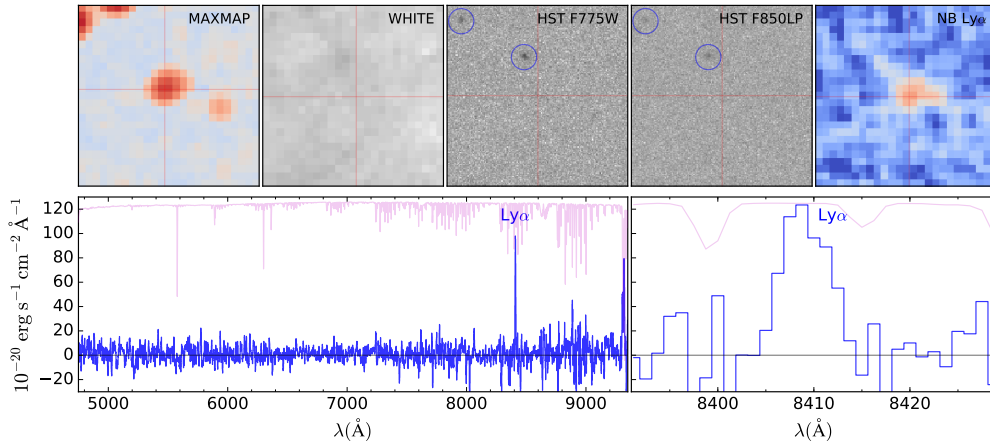 MAXMAP
WHITE
HST F775W
HST F850LP
NB Lyα
10⁻²⁰ erg s⁻¹ cm⁻² Å⁻¹
120
100
80
60
40
20
0
−20
Lyα
Lyα
5000 6000 7000 8000 9000
8400 8410 8420
λ(Å)
λ(Å)